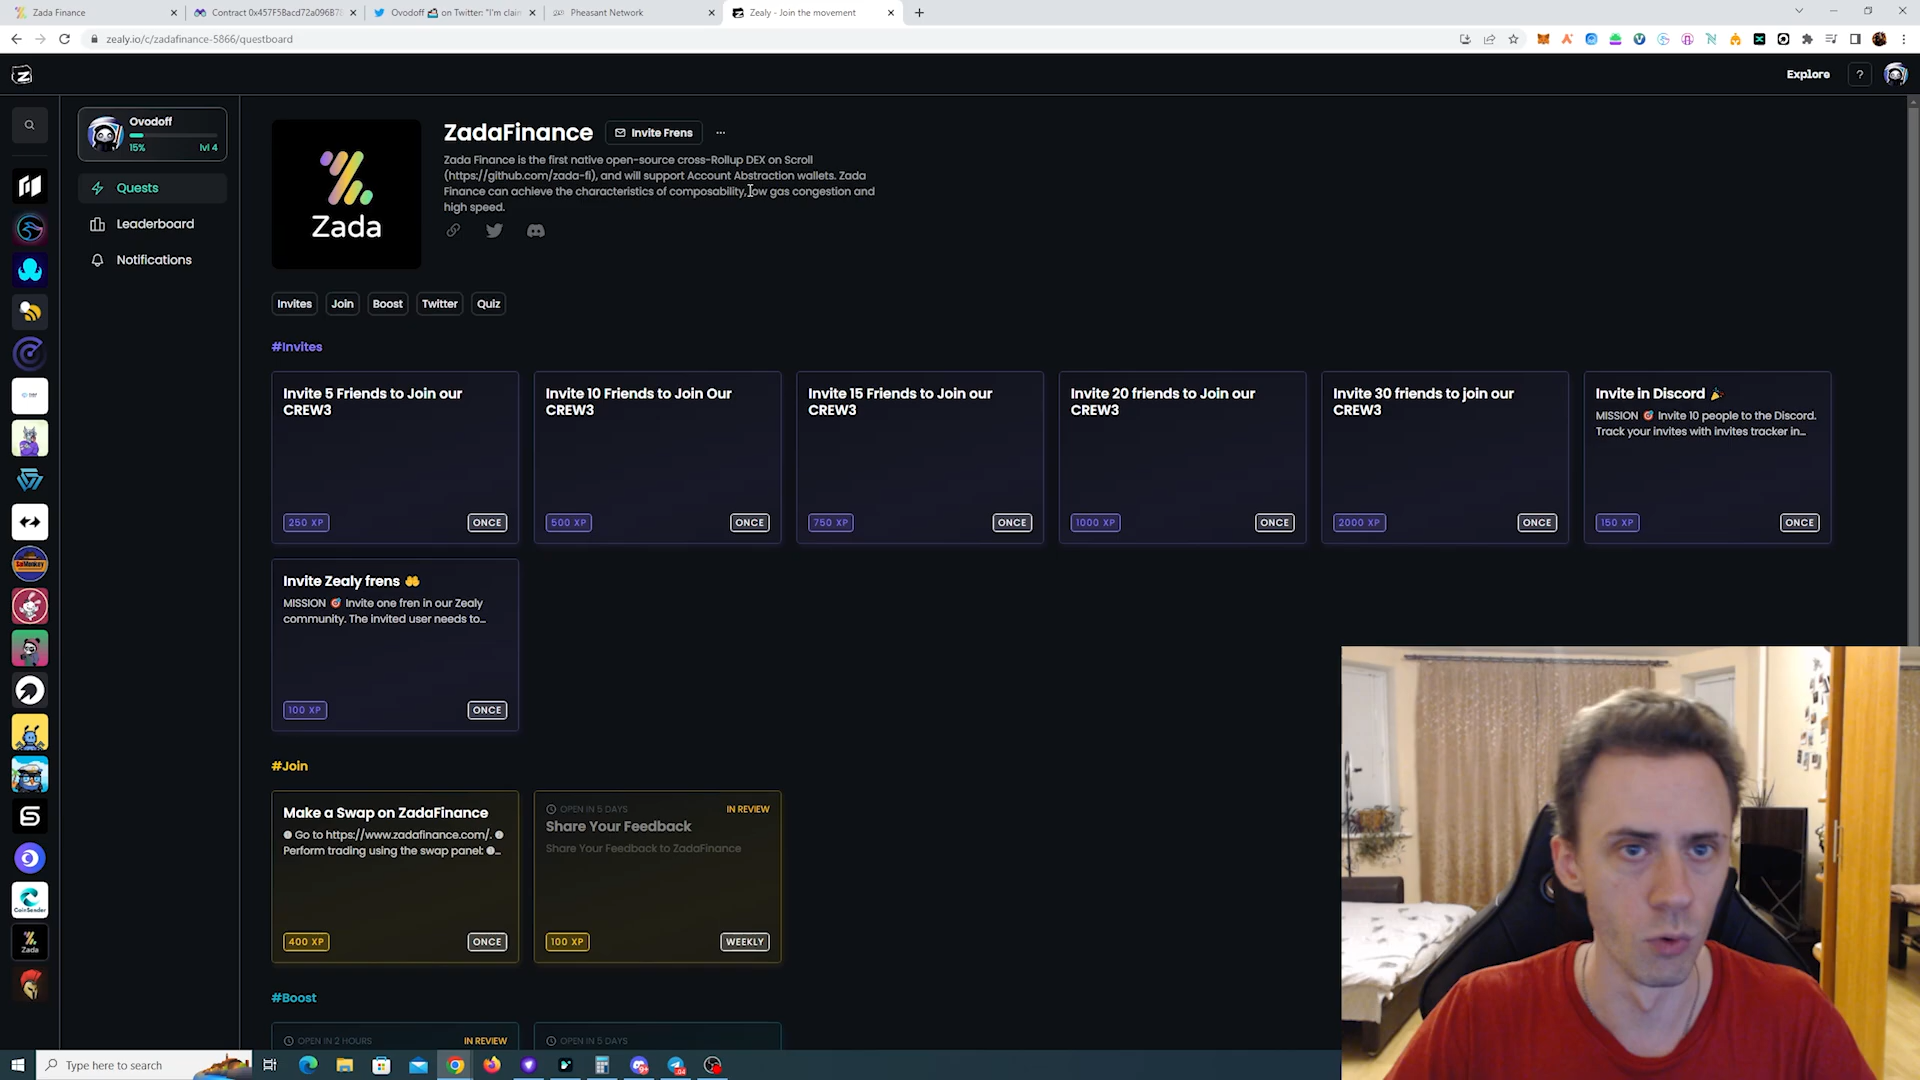 Zada Finance
Contract 0x457F5Bacd72a096B7
Ovodoff on Twitter: "I'm clai
Pheasant Network
Zealy - Join the movement
zealy.io/c/zadafinance-5866/questboard
Explore
?
Ovodoff
15%
lvl 4
Quests
Leaderboard
Notifications
Zada
ZadaFinance
Invite Frens
...
Zada Finance is the first native open-source cross-Rollup DEX on Scroll
(https://github.com/zada-fi), and will support Account Abstraction wallets. Zada
Finance can achieve the characteristics of composability, low gas congestion and
high speed.
Invites
Join
Boost
Twitter
Quiz
#Invites
Invite 5 Friends to Join our
CREW3
250 XP
ONCE
Invite 10 Friends to Join Our
CREW3
500 XP
ONCE
Invite 15 Friends to Join our
CREW3
750 XP
ONCE
Invite 20 friends to Join our
CREW3
1000 XP
ONCE
Invite 30 friends to join our
CREW3
2000 XP
ONCE
Invite in Discord
MISSION 🎯 Invite 10 people to the Discord.
Track your invites with invites tracker in...
150 XP
ONCE
Invite Zealy frens
MISSION 🎯 Invite one fren in our Zealy
community. The invited user needs to...
100 XP
ONCE
#Join
Make a Swap on ZadaFinance
Go to https://www.zadafinance.com/.
Perform trading using the swap panel:
400 XP
ONCE
OPEN IN 5 DAYS
IN REVIEW
Share Your Feedback
Share Your Feedback to ZadaFinance
100 XP
WEEKLY
#Boost
OPEN IN 2 HOURS
IN REVIEW
OPEN IN 5 DAYS
CoinSender
Zada
Type here to search